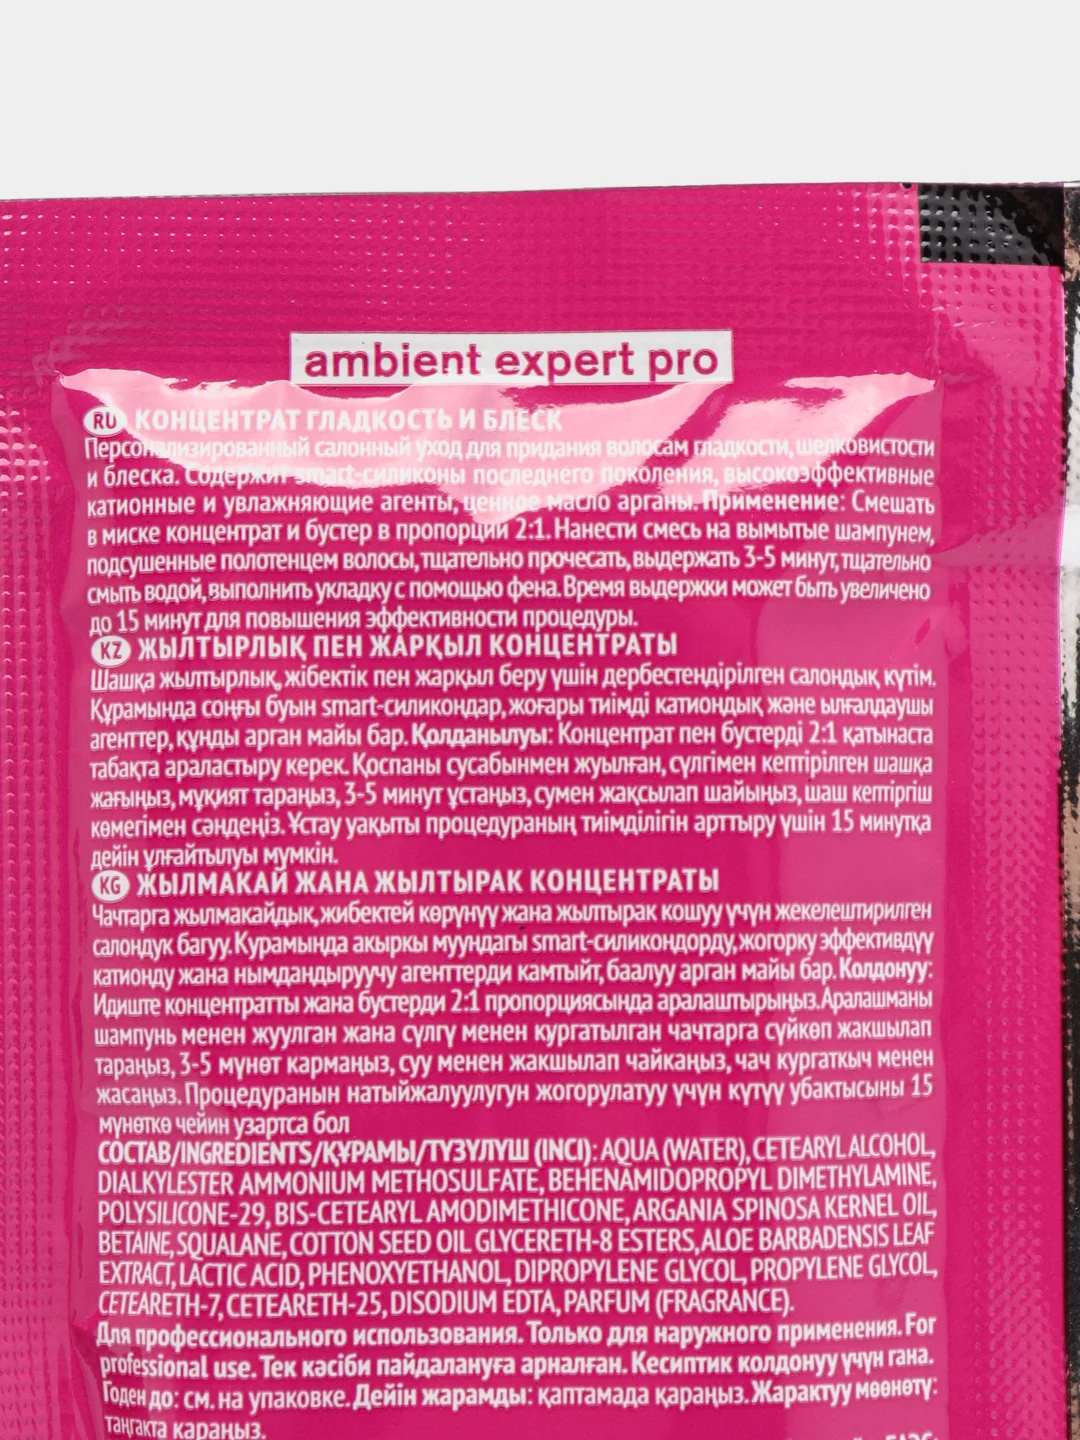 ambient expert pro
RU КОНЦЕНТРАТ ГЛАДКОСТЬ И БЛЕСК
Персонализированный салонный уход для придания волосам гладкости, шелковистости
и блеска. Содержит smart-силиконы последнего поколения, высокоэффективные
катионные и увлажняющие агенты, ценное масло арганы. Применение: Смешать
в миске концентрат и бустер в пропорции 2:1. Нанести смесь на вымытые шампунем,
подсушенные полотенцем волосы, тщательно прочесать, выдержать 3-5 минут, тщательно
смыть водой, выполнить укладку с помощью фена. Время выдержки может быть увеличено
до 15 минут для повышения эффективности процедуры.
KZ ЖЫЛТЫРЛЫҚ ПЕН ЖАРҚЫЛ КОНЦЕНТРАТЫ
Шашқа жылтырлық, жібектік пен жарқыл беру үшін дербестендірілген салондық күтім.
Құрамында соңғы буын smart-силикондар, жоғары тиімді катиондық және ылғалдаушы
агенттер, құнды арган майы бар. Қолданылуы: Концентрат пен бустерді 2:1 қатынаста
табақта араластыру керек. Қоспаны сусабынмен жуылған, сүлгімен кептірілген шашқа
жағыңыз, мұқият тараңыз, 3-5 минут ұстаңыз, сумен жақсылап шайыңыз, шаш кептіргіш
көмегімен сәндеңіз. Ұстау уақыты процедураның тиімділігін арттыру үшін 15 минутқа
дейін ұлғайтылуы мумкін.
KG ЖЫЛМАКАЙ ЖАНА ЖЫЛТЫРАК КОНЦЕНТРАТЫ
Чачтарга жылмакайдык, жибектей көрүнүү жана жылтырак кошуу үчүн жекелештирилген
салондук багуу. Курамында акыркы муундагы smart-силикондорду, жогорку эффективдүү
катионду жана нымдандыруучу агенттерди камтыйт, баалуу арган майы бар. Колдонуу:
Идиште концентратты жана бустерди 2:1 пропорциясында аралаштырыңыз. Аралашманы
шампунь менен жуулган жана сүлгү менен кургатылган чачтарга сүйкөп жакшылап
тараңыз, 3-5 мүнөт кармаңыз, суу менен жакшылап чайкаңыз, чач кургаткыч менен
жасаңыз. Процедуранын натыйжалуулугун жогорулатуу үчүн күтүү убактысыны 15
мүнөткө чейин узартса бол
СОСТАВ/INGREDIENTS/ҚҰРАМЫ/ТҮЗҮЛҮШ (INCI): AQUA (WATER), CETEARYL ALCOHOL,
DIALKYLESTER AMMONIUM METHOSULFATE, BEHENAMIDOPROPYL DIMETHYLAMINE,
POLYSILICONE-29, BIS-CETEARYL AMODIMETHICONE, ARGANIA SPINOSA KERNEL OIL,
BETAINE, SQUALANE, COTTON SEED OIL GLYCERETH-8 ESTERS, ALOE BARBADENSIS LEAF
EXTRACT, LACTIC ACID, PHENOXYETHANOL, DIPROPYLENE GLYCOL, PROPYLENE GLYCOL,
CETEARETH-7, CETEARETH-25, DISODIUM EDTA, PARFUM (FRAGRANCE).
Для профессионального использования. Только для наружного применения. For
professional use. Тек кәсіби пайдалануға арналған. Кесиптик колдонуу үчүн гана.
Годен до: см. на упаковке. Дейін жарамды: қаптамада қараңыз. Жарактуу мөөнөтү:
таңгакта караңыз.